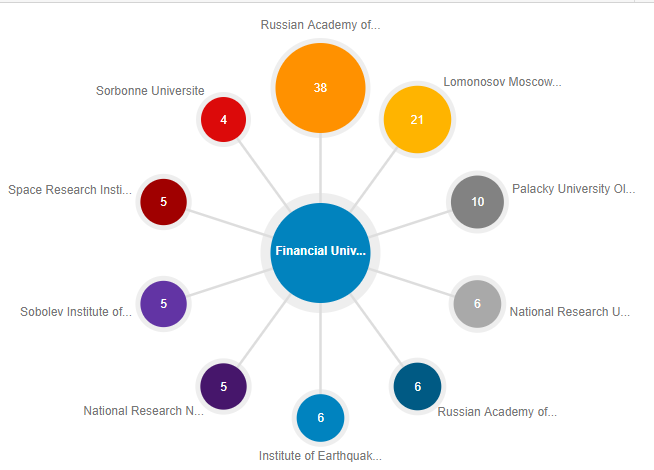 Russian Academy of...
38
Lomonosov Moscow...
21
Palacky University Ol...
10
National Research U...
6
Russian Academy of...
6
Institute of Earthquak...
6
National Research N...
5
Sobolev Institute of...
5
Space Research Insti...
5
Sorbonne Universite
4
Financial Univ...